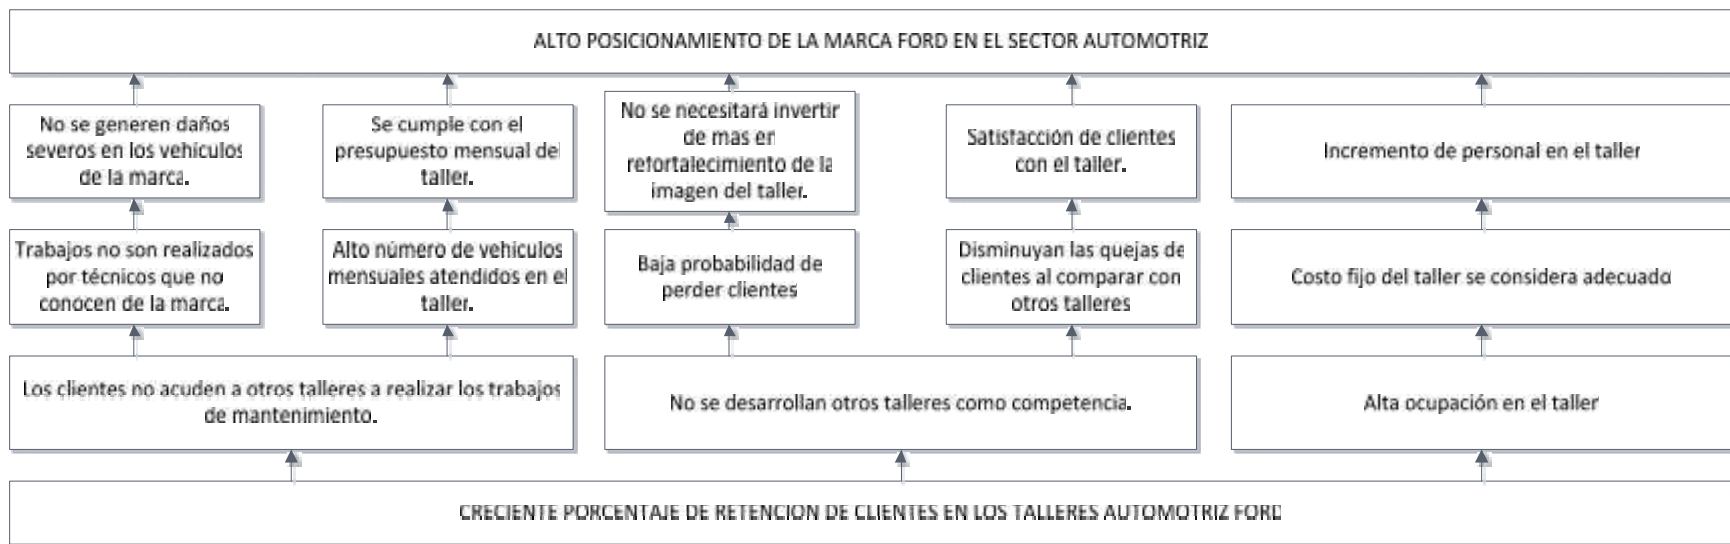 ALTO POSICIONAMIENTO DE LA MARCA FORD EN EL SECTOR AUTOMOTRIZ
No se generen daños
severos en los vehículos
de la marca.
Se cumple con el
presupuesto mensual del
taller.
No se necesitará invertir
de mas en
refortalecimiento de la
imagen del taller.
Satisfacción de clientes
con el taller.
Incremento de personal en el taller
Trabajos no son realizados
por técnicos que no
conocen de la marca.
Alto número de vehículos
mensuales atendidos en el
taller.
Baja probabilidad de
perder clientes
Disminuyan las quejas de
clientes al comparar con
otros talleres
Costo fijo del taller se considera adecuado
Los clientes no acuden a otros talleres a realizar los trabajos
de mantenimiento.
No se desarrollan otros talleres como competencia.
Alta ocupación en el taller
CRECIENTE PORCENTAJE DE RETENCION DE CLIENTES EN LOS TALLERES AUTOMOTRIZ FORD